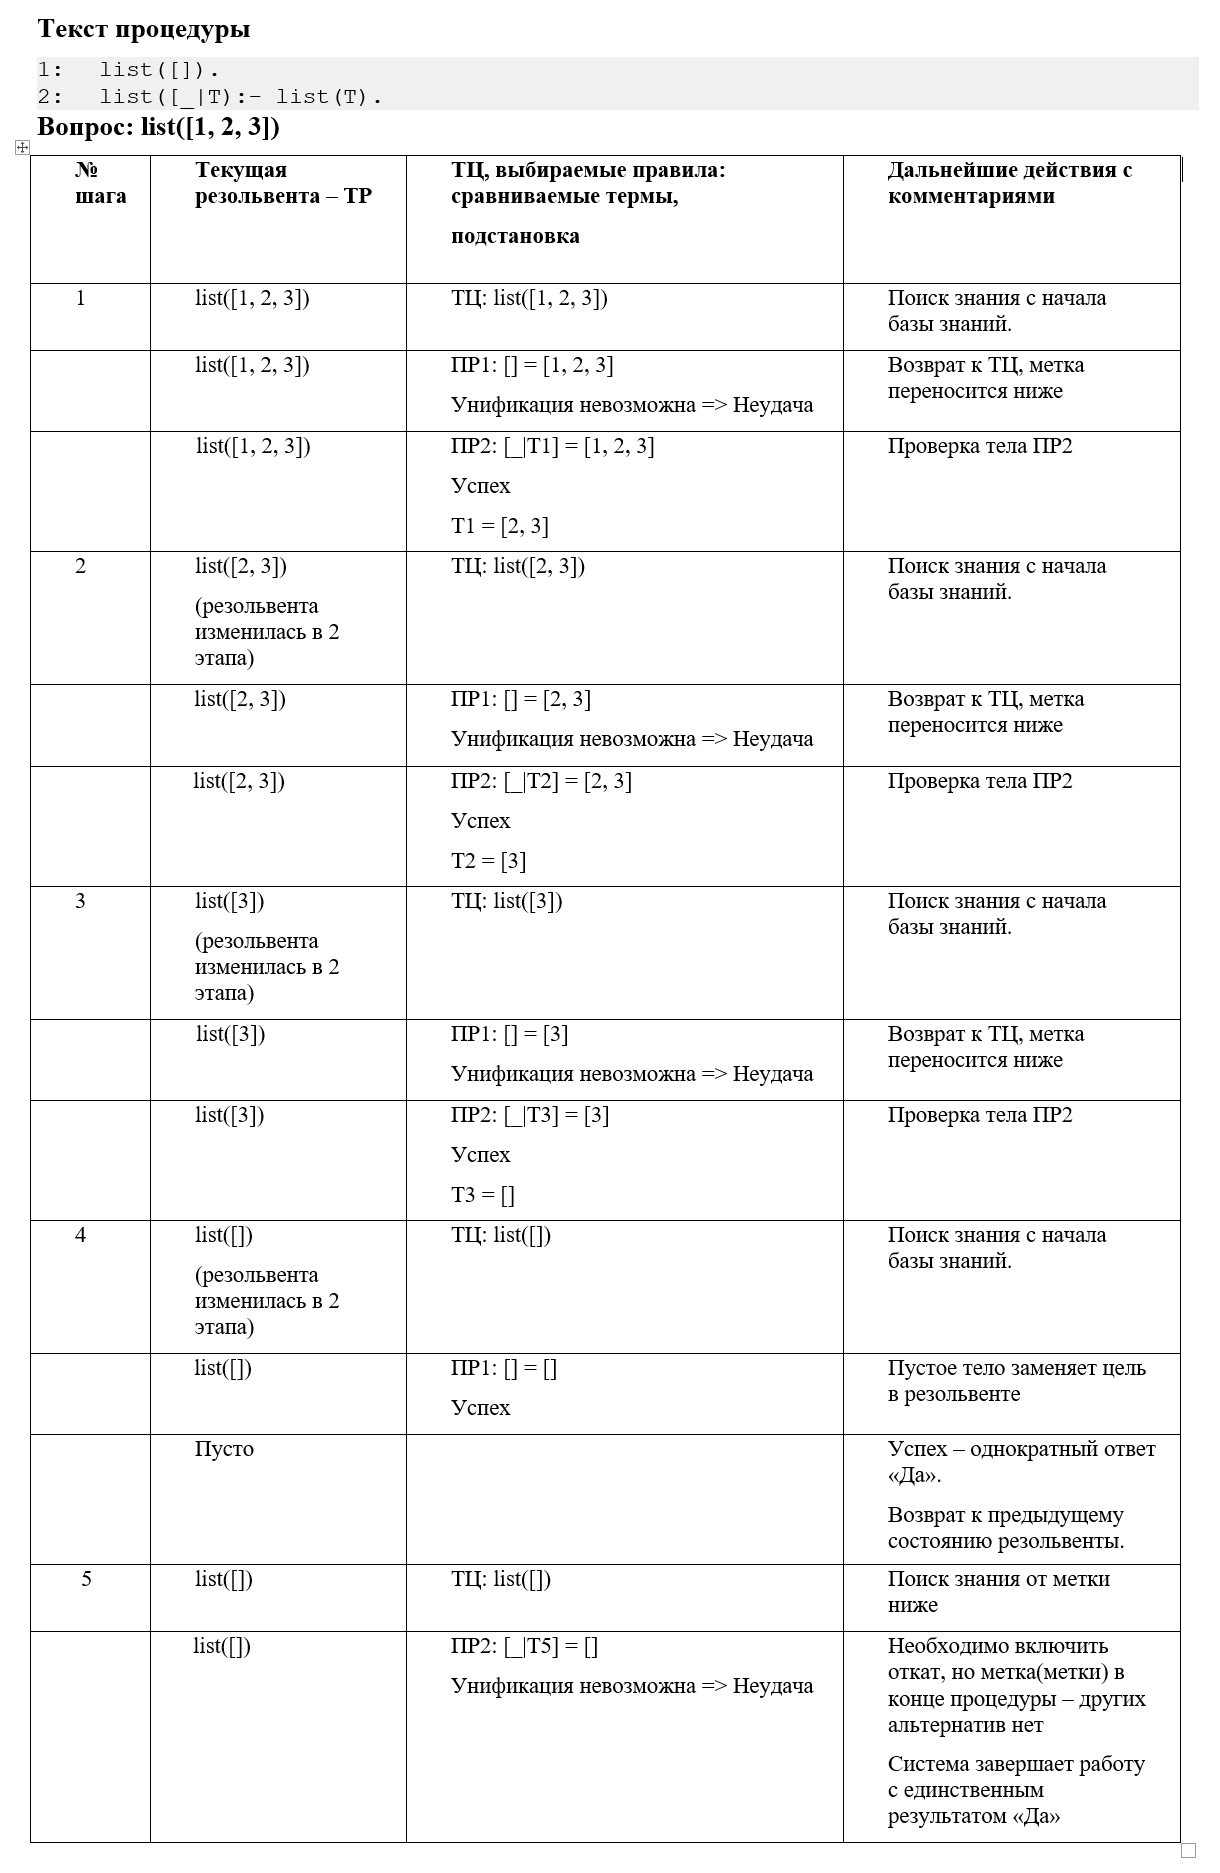 Текст процедуры
1: list([]).
2: list([_|T):- list(T).
Вопрос: list([1, 2, 3])
№
шага
Текущая
резольвента – ТР
ТЦ, выбираемые правила:
сравниваемые термы,
подстановка
Дальнейшие действия с
комментариями
1
list([1, 2, 3])
ТЦ: list([1, 2, 3])
Поиск знания с начала
базы знаний.
list([1, 2, 3])
ПР1: [] = [1, 2, 3]
Унификация невозможна => Неудача
Возврат к ТЦ, метка
переносится ниже
list([1, 2, 3])
ПР2: [_|T1] = [1, 2, 3]
Успех
T1 = [2, 3]
Проверка тела ПР2
2
list([2, 3])
(резольвента
изменилась в 2
этапа)
ТЦ: list([2, 3])
Поиск знания с начала
базы знаний.
list([2, 3])
ПР1: [] = [2, 3]
Унификация невозможна => Неудача
Возврат к ТЦ, метка
переносится ниже
list([2, 3])
ПР2: [_|T2] = [2, 3]
Успех
T2 = [3]
Проверка тела ПР2
3
list([3])
(резольвента
изменилась в 2
этапа)
ТЦ: list([3])
Поиск знания с начала
базы знаний.
list([3])
ПР1: [] = [3]
Унификация невозможна => Неудача
Возврат к ТЦ, метка
переносится ниже
list([3])
ПР2: [_|T3] = [3]
Успех
T3 = []
Проверка тела ПР2
4
list([])
(резольвента
изменилась в 2
этапа)
ТЦ: list([])
Поиск знания с начала
базы знаний.
list([])
ПР1: [] = []
Успех
Пустое тело заменяет цель
в резольвенте
Пусто
Успех – однократный ответ
«Да».
Возврат к предыдущему
состоянию резольвенты.
5
list([])
ТЦ: list([])
Поиск знания от метки
ниже
list([])
ПР2: [_|T5] = []
Унификация невозможна => Неудача
Необходимо включить
откат, но метка(метки) в
конце процедуры – других
альтернатив нет
Система завершает работу
с единственным
результатом «Да»